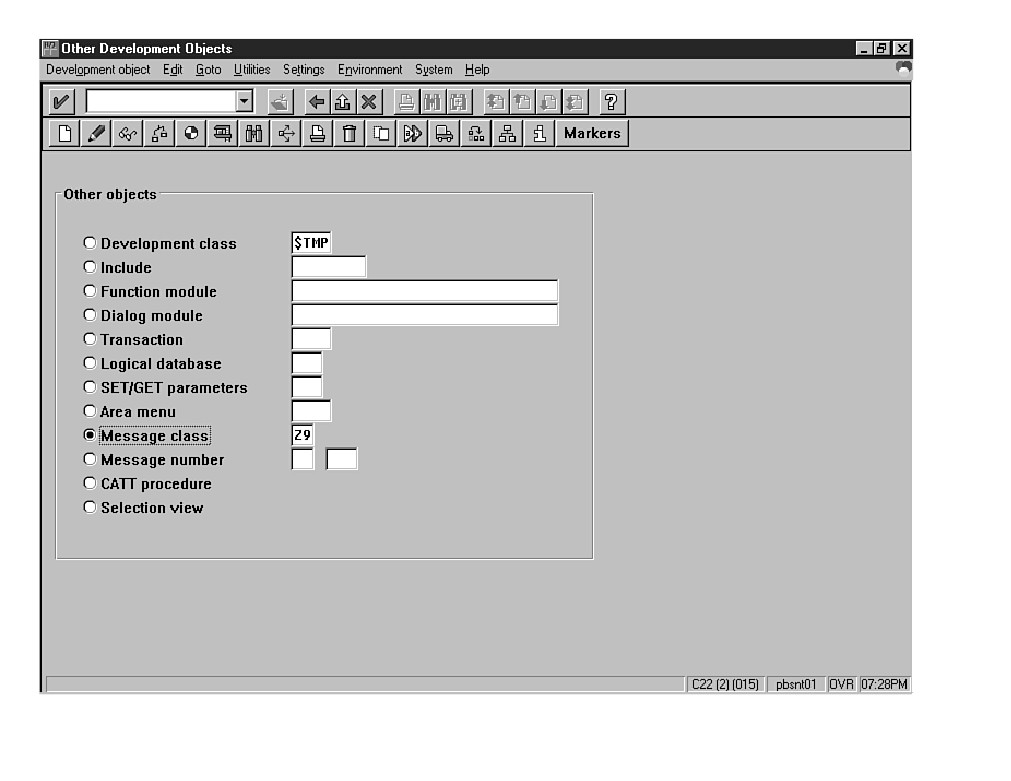 Other Development Objects
Development object Edit Goto Utilities Settings Environment System Help
Markers
Other objects
Development class $TMP
Include
Function module
Dialog module
Transaction
Logical database
SET/GET parameters
Area menu
Message class Z9
Message number
CATT procedure
Selection view
C22 (2) (015) pbsnt01 OVR 07:28PM